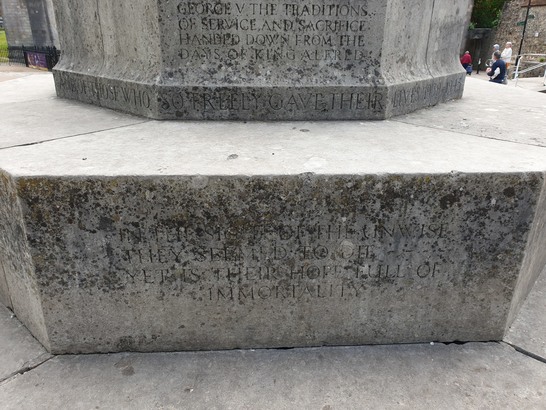 GEORGE V THE TRADITIONS
OF SERVICE AND SACRIFICE
HANDED DOWN FROM THE
DAYS OF KING ALFRED
THOSE WHO SO FREELY GAVE THEIR LIVES
IN THE SIGHT OF THE UNWISE
THEY SEEMED TO DIE
YET IS THEIR HOPE FULL OF
IMMORTALITY